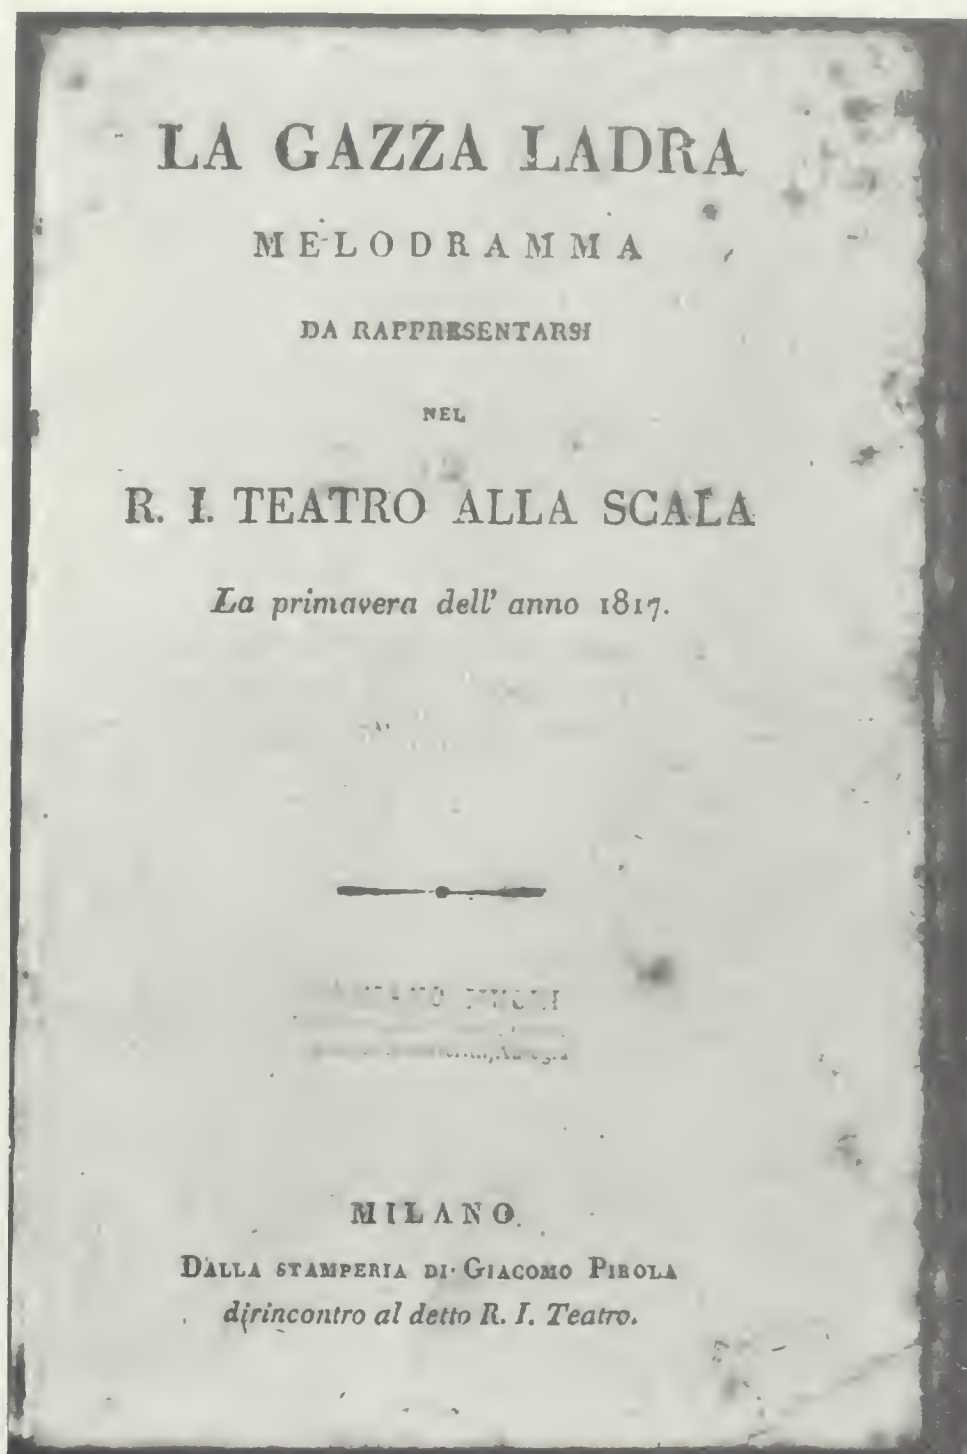 LA GAZZA LADRA
MELODRAMMA
DA RAPPRESENTARSI
NEL
R. I. TEATRO ALLA SCALA
La primavera dell' anno 1817.
MILANO.
DALLA STAMPERIA DI GIACOMO PIROLA
dirincontro al detto R. I. Teatro.